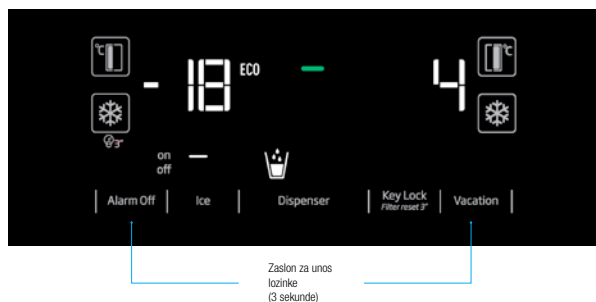 °C
- 18 ECO
4
°C
3"
on
off
Alarm Off
Ice
Dispenser
Key Lock
Filter reset 3"
Vacation
Zaslon za unos
lozinke
(3 sekunde)